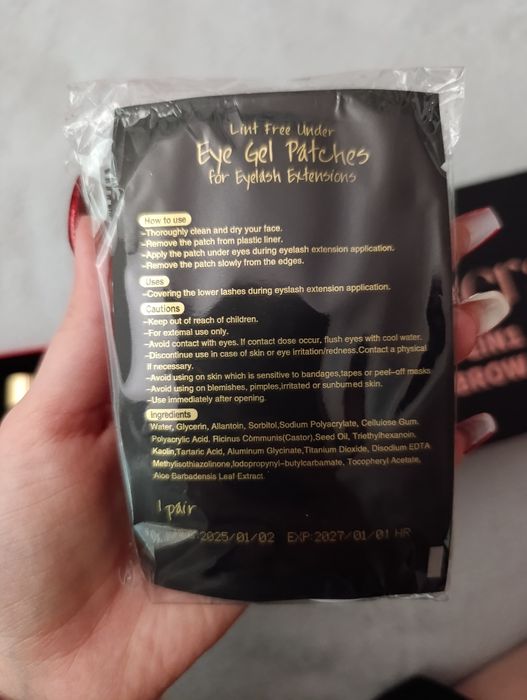 Lint Free Under
Eye Gel Patches
for Eyelash Extensions
How to use
-Thoroughly clean and dry your face.
-Remove the patch from plastic liner.
-Apply the patch under eyes during eyelash extension application.
-Remove the patch slowly from the edges.
Uses
-Covering the lower lashes during eyslash extension application.
Cautions
-Keep out of reach of children.
-For external use only.
-Avoid contact with eyes. If contact dose occur, flush eyes with cool water.
-Discontinue use in case of skin or eye irritation/redness.Contact a physical
if necessary.
-Avoid using on skin which is sensitive to bandages,tapes or peel-off masks
-Avoid using on blemishes, pimples,irritated or sunburned skin.
-Use immediately after opening.
Ingredients
Water, Glycerin, Allantoin, Sorbitol,Sodium Polyacrylate, Cellulose Gum,
Polyacrylic Acid. Ricinus Communis(Castor),Seed Oil, Triethylhexanoin,
Kaolin,Tartaric Acid, Aluminum Glycinate,Titanium Dioxide, Disodium EDTA
Methylisothiazolinone,Iodopropynyl-butylcarbamate, Tocopheryl Acetate,
Aloe Barbadensis Leaf Extract.
1 pair
:2025/01/02 EXP:2027/01/01 HR